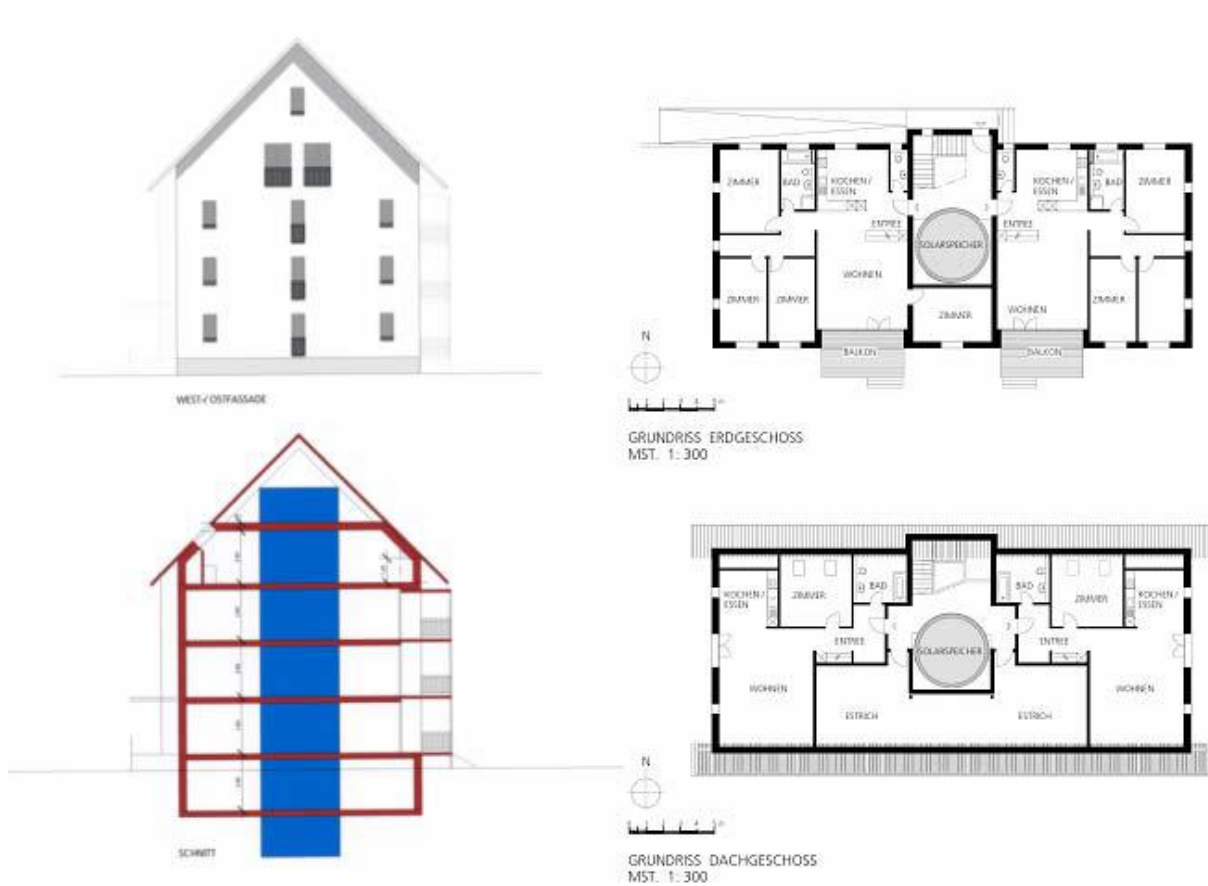 WEST-/ OSTFASSADE
SCHNITT
ZIMMER
BAD
KOCHEN /
ESSEN
KOCHEN /
ESSEN
BAD
ZIMMER
ENTREE
ENTREE
SOLARSPEICHER
WOHNEN
ZIMMER
ZIMMER
ZIMMER
WOHNEN
ZIMMER
BALKON
BALKON
N
GRUNDRISS ERDGESCHOSS
MST. 1: 300
KOCHEN /
ESSEN
ZIMMER
BAD
BAD
ZIMMER
KOCHEN /
ESSEN
ENTREE
ENTREE
SOLARSPEICHER
WOHNEN
WOHNEN
ESTRICH
ESTRICH
N
GRUNDRISS DACHGESCHOSS
MST. 1: 300